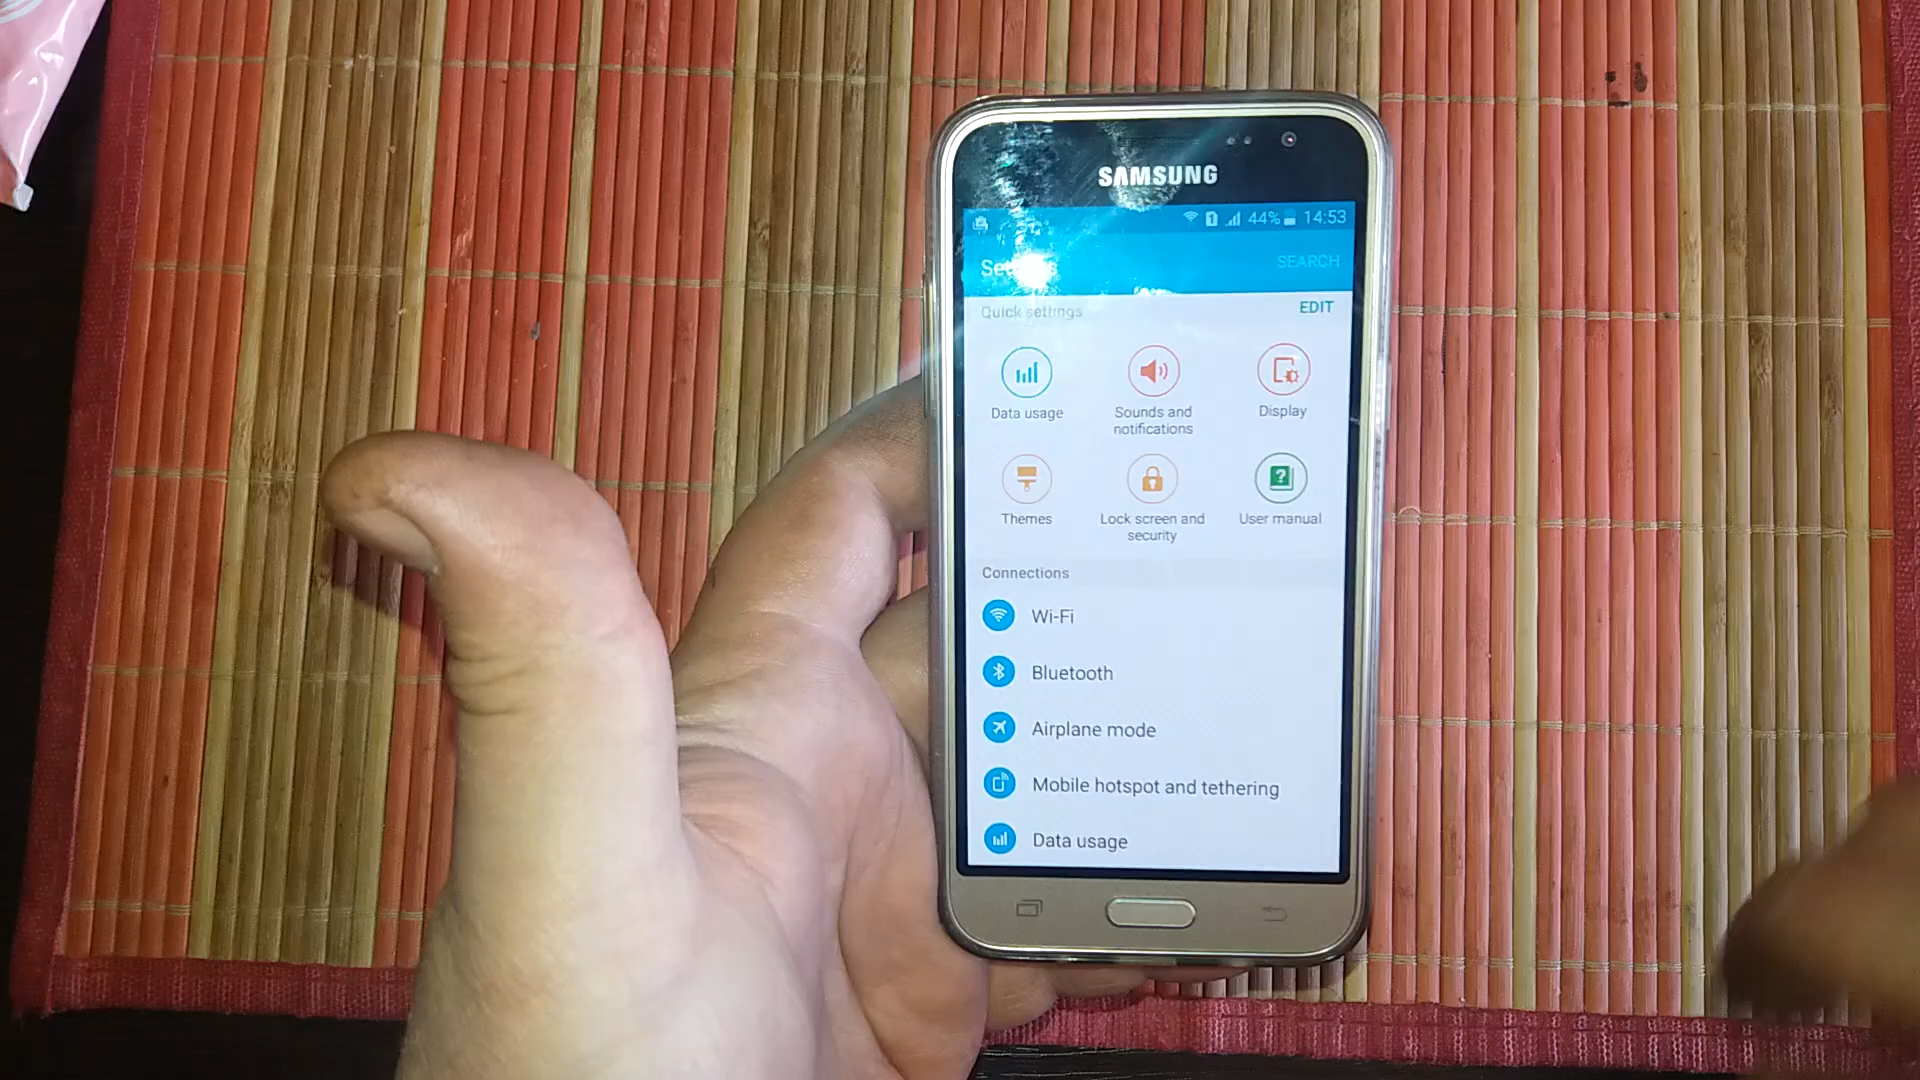 SAMSUNG
1 44% 14:53
SEARCH
Quick settings EDIT
Data usage
Sounds and
notifications
Display
Themes
Lock screen and
security
User manual
Connections
Wi-Fi
Bluetooth
Airplane mode
Mobile hotspot and tethering
Data usage